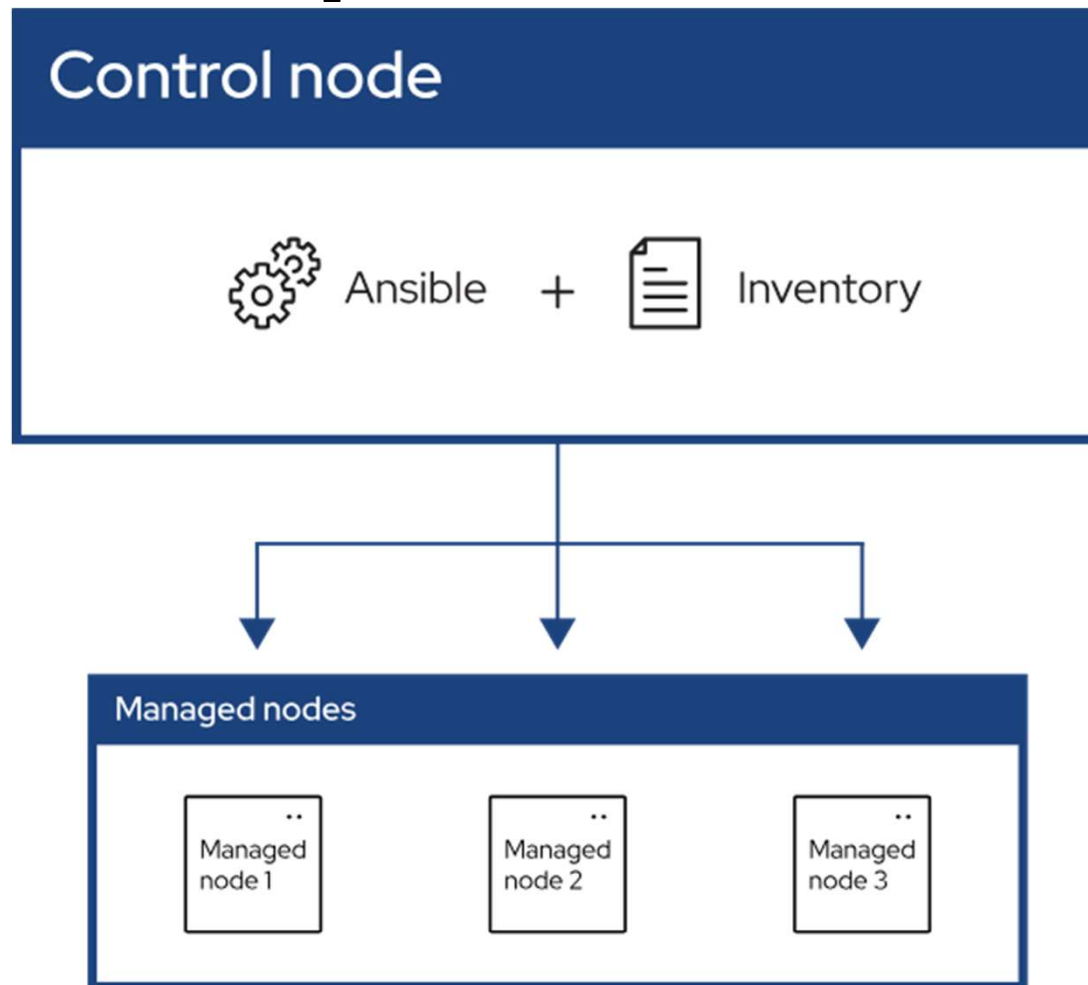 Control node
Ansible + Inventory
Managed nodes
Managed node 1
Managed node 2
Managed node 3